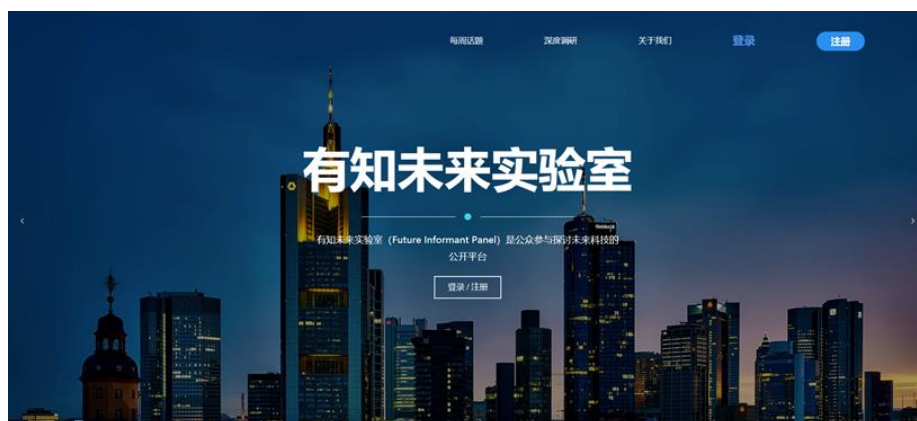 每周话题
深度调研
关于我们
登录
注册
有知未来实验室
有知未来实验室（Future Informant Panel）是公众参与探讨未来科技的
公开平台
登录 / 注册